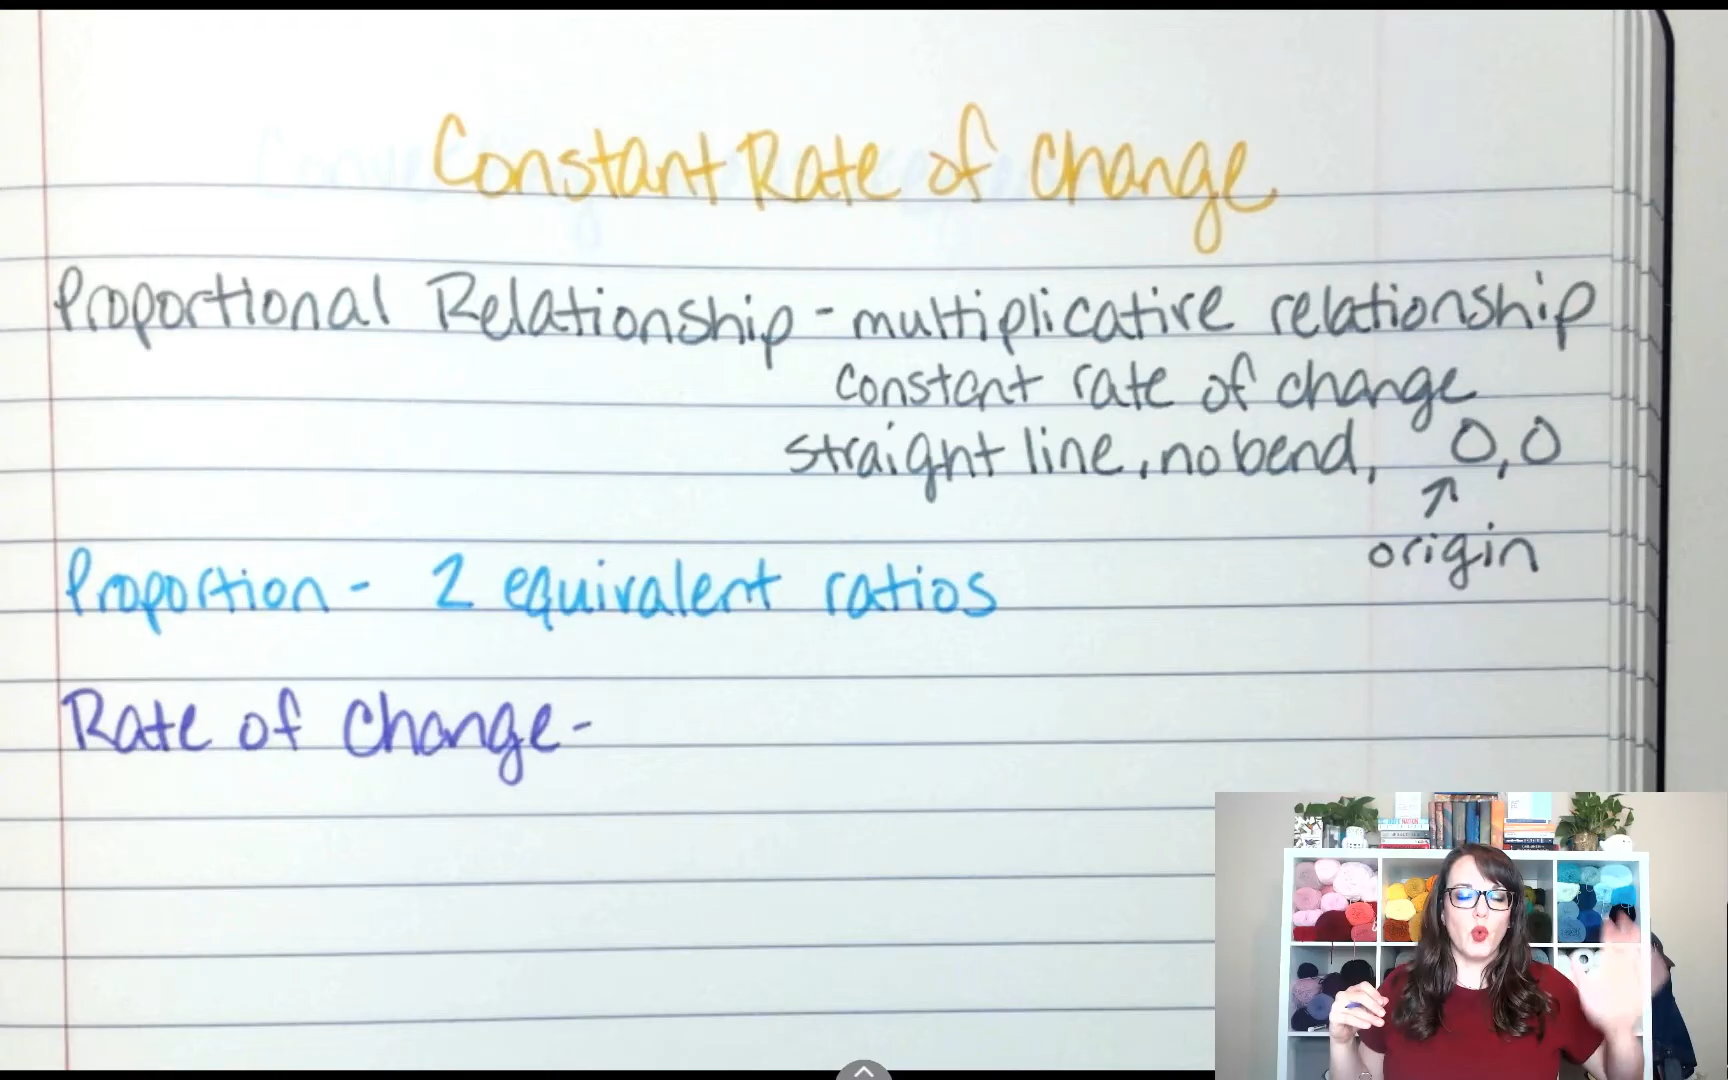 Constant Rate of Change
Proportional Relationship - multiplicative relationship
constant rate of change
straight line, no bend, 0,0
↑
origin
Proportion - 2 equivalent ratios
Rate of Change -